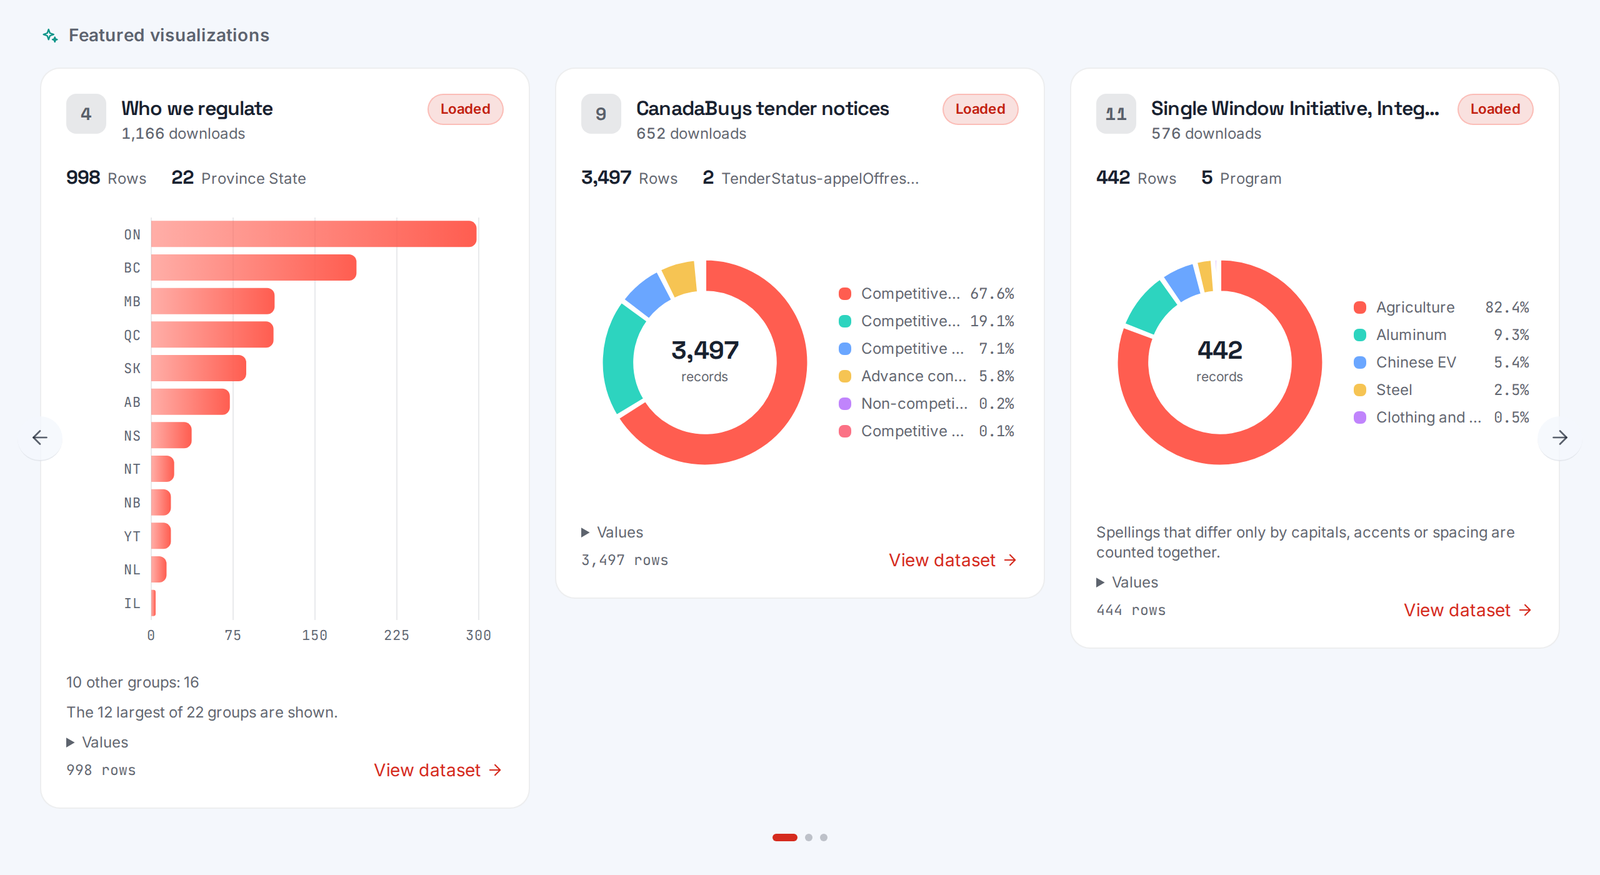 Featured visualizations
4
Who we regulate
Loaded
1,166 downloads
998 Rows 22 Province State
ON
BC
MB
QC
SK
AB
NS
NT
NB
YT
NL
IL
0 75 150 225 300
10 other groups: 16
The 12 largest of 22 groups are shown.
▶ Values
998 rows
View dataset →
9
CanadaBuys tender notices
Loaded
652 downloads
3,497 Rows 2 TenderStatus-appelOffres...
3,497
records
Competitive... 67.6%
Competitive... 19.1%
Competitive ... 7.1%
Advance con... 5.8%
Non-competi... 0.2%
Competitive ... 0.1%
▶ Values
3,497 rows
View dataset →
11
Single Window Initiative, Integ...
Loaded
576 downloads
442 Rows 5 Program
442
records
Agriculture 82.4%
Aluminum 9.3%
Chinese EV 5.4%
Steel 2.5%
Clothing and ... 0.5%
Spellings that differ only by capitals, accents or spacing are
counted together.
▶ Values
444 rows
View dataset →